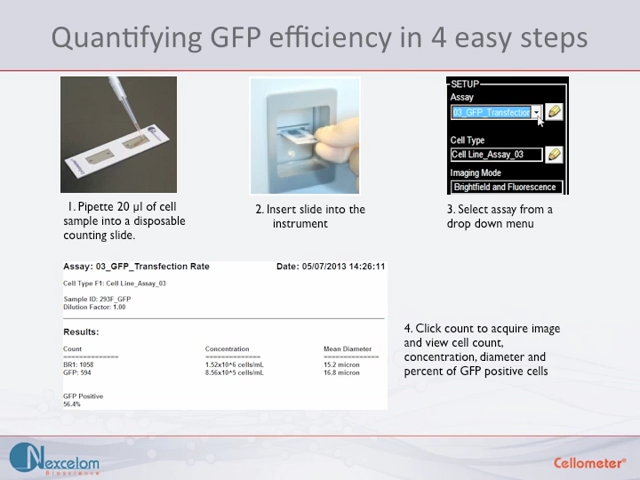 Quantifying GFP efficiency in 4 easy steps
SETUP
Assay
03_GFP_Transfection
Cell Type
Cell Line_Assay_03
Imaging Mode
Brightfield and Fluorescence
1. Pipette 20 µl of cell
sample into a disposable
counting slide.
2. Insert slide into the
instrument
3. Select assay from a
drop down menu
Assay: 03_GFP_Transfection Rate Date: 05/07/2013 14:26:11
Cell Type F1: Cell Line_Assay_03
Sample ID: 293F_GFP
Dilution Factor: 1.00
Results:
Count Concentration Mean Diameter
============== ============== ==============
BR1: 1058 1.52x10^6 cells/mL 15.2 micron
GFP: 594 8.56x10^5 cells/mL 16.8 micron
GFP Positive
56.4%
4. Click count to acquire image
and view cell count,
concentration, diameter and
percent of GFP positive cells
Nexcelom
Bioscience
Cellometer®